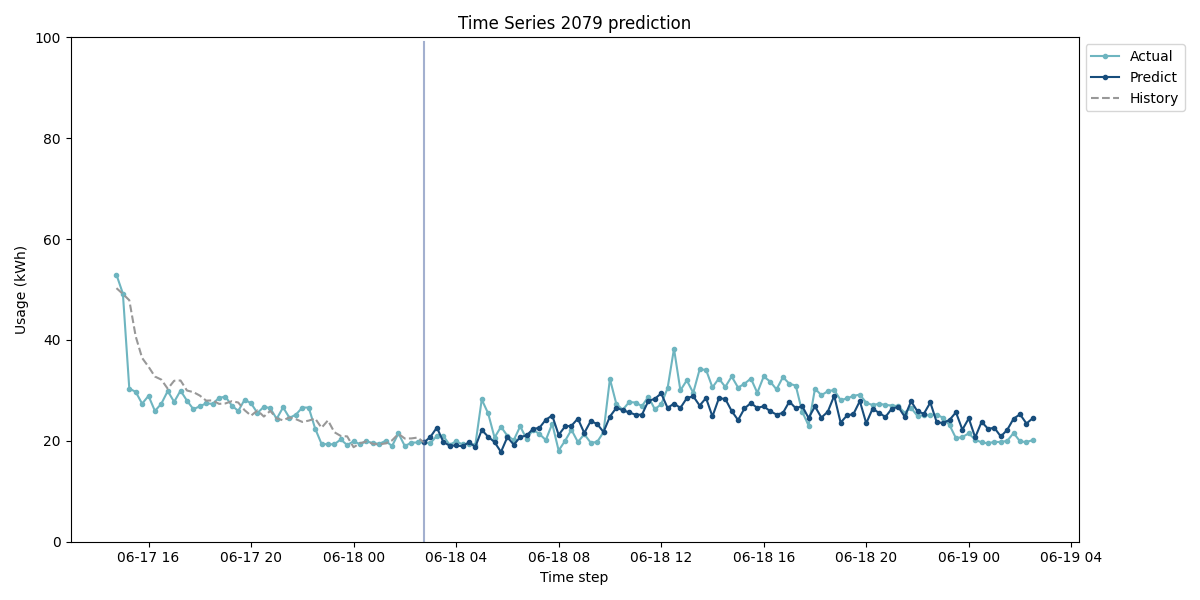 Time Series 2079 prediction
100
80
60
40
20
0
Usage (kWh)
06-17 16
06-17 20
06-18 00
06-18 04
06-18 08
06-18 12
06-18 16
06-18 20
06-19 00
06-19 04
Time step
Actual
Predict
History